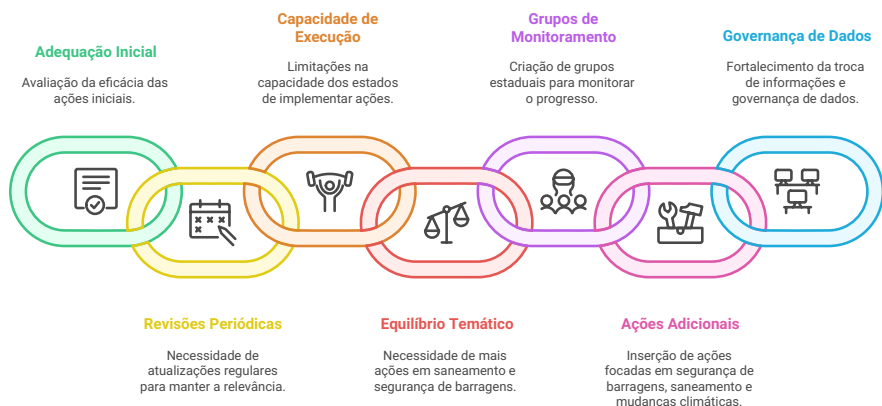 Adequação Inicial
Avaliação da eficácia das
ações iniciais.
Capacidade de
Execução
Limitações na
capacidade dos estados
de implementar ações.
Grupos de
Monitoramento
Criação de grupos
estaduais para monitorar
o progresso.
Governança de Dados
Fortalecimento da troca
de informações e
governança de dados.
Revisões Periódicas
Necessidade de
atualizações regulares
para manter a relevância.
Equilíbrio Temático
Necessidade de mais
ações em saneamento e
segurança de barragens.
Ações Adicionais
Inserção de ações
focadas em segurança de
barragens, saneamento e
mudanças climáticas.